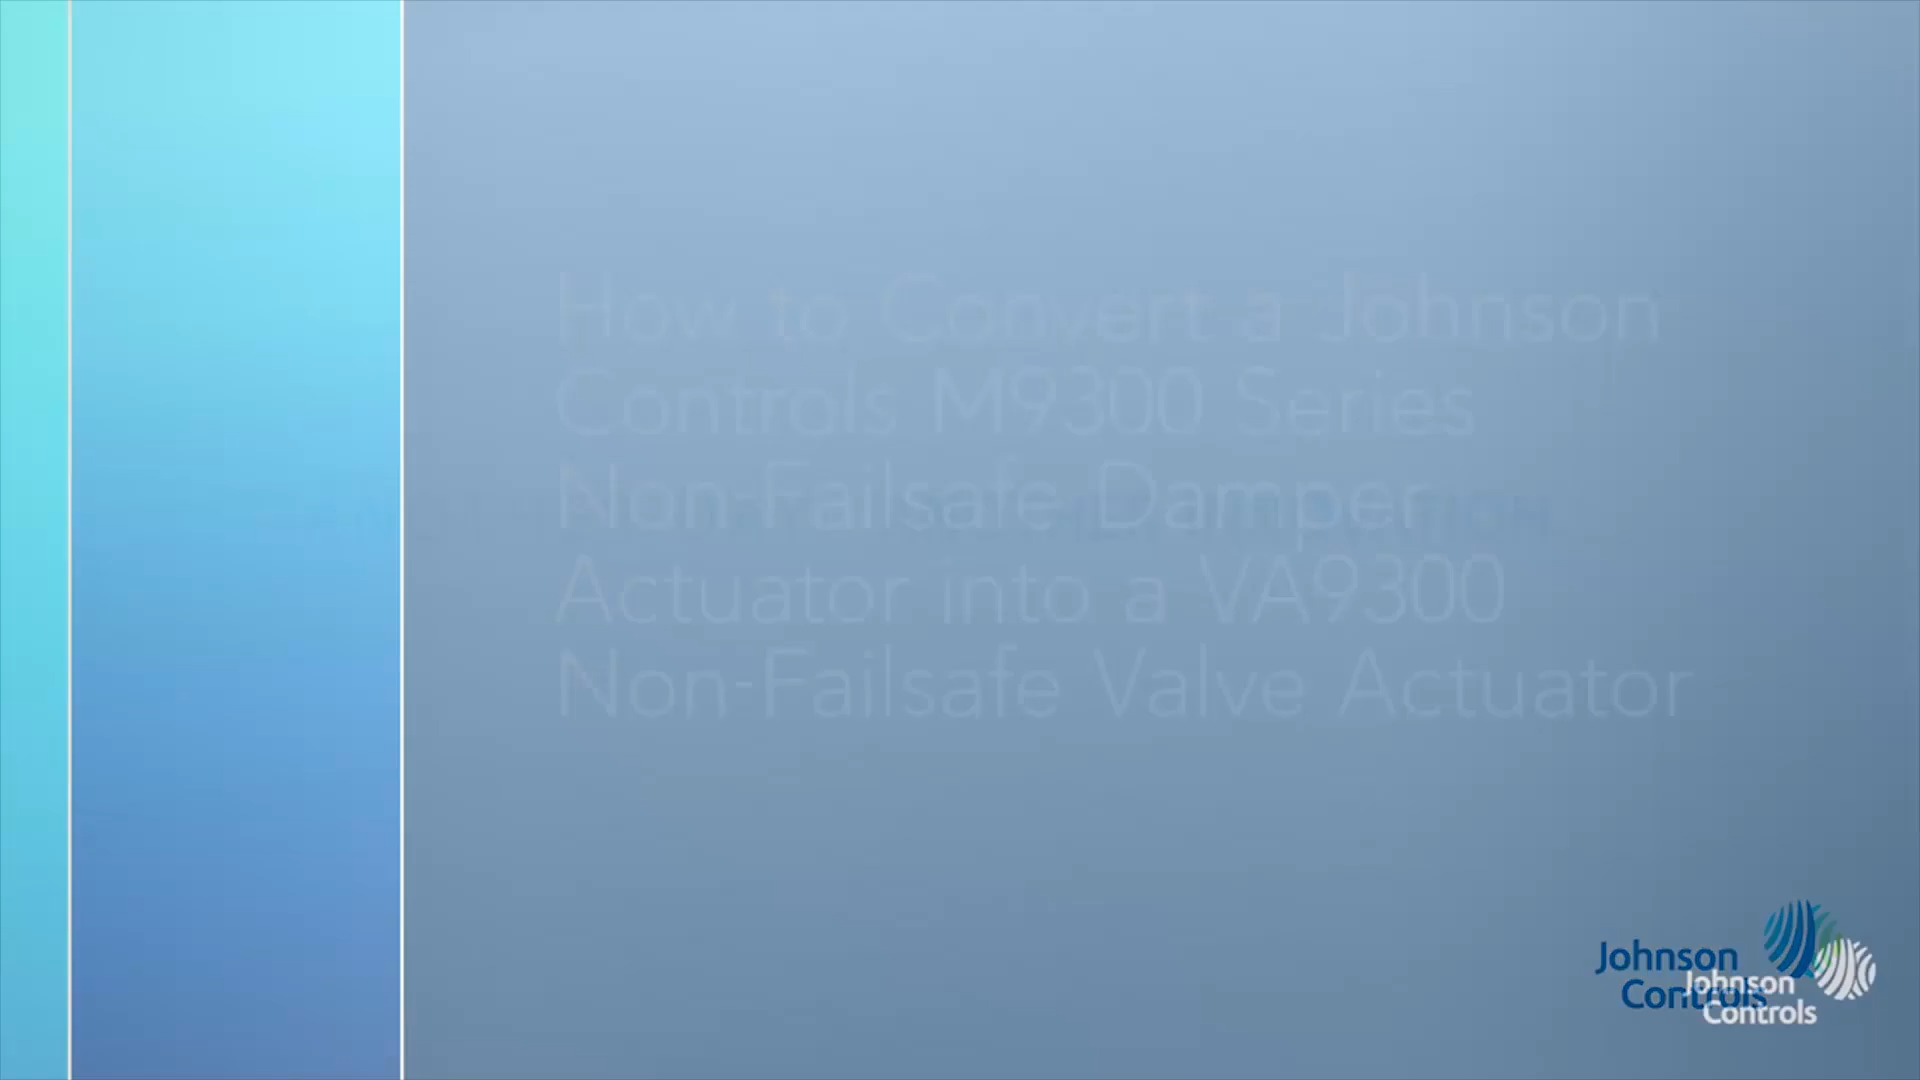 How to Convert a Johnson
Controls M9300 Series
Non-Failsafe Damper
Actuator into a VA9300
Non-Failsafe Valve Actuator
Johnson
Controls
Johnson
Controls